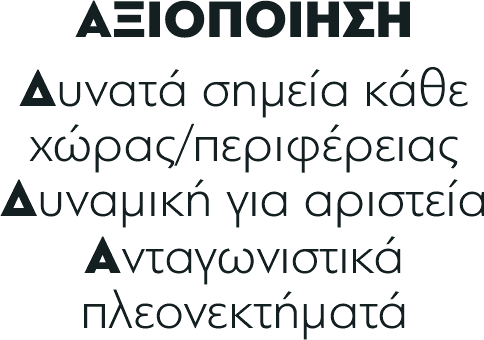 ΑΞΙΟΠΟΙΗΣΗ
Δυνατά σημεία κάθε
χώρας/περιφέρειας
Δυναμική για αριστεία
Ανταγωνιστικά
πλεονεκτήματά